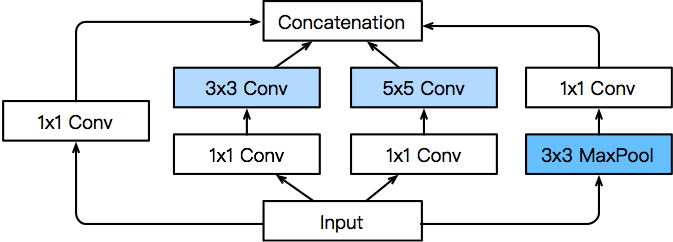 Concatenation
3x3 Conv
5x5 Conv
1x1 Conv
1x1 Conv
1x1 Conv
1x1 Conv
3x3 MaxPool
Input